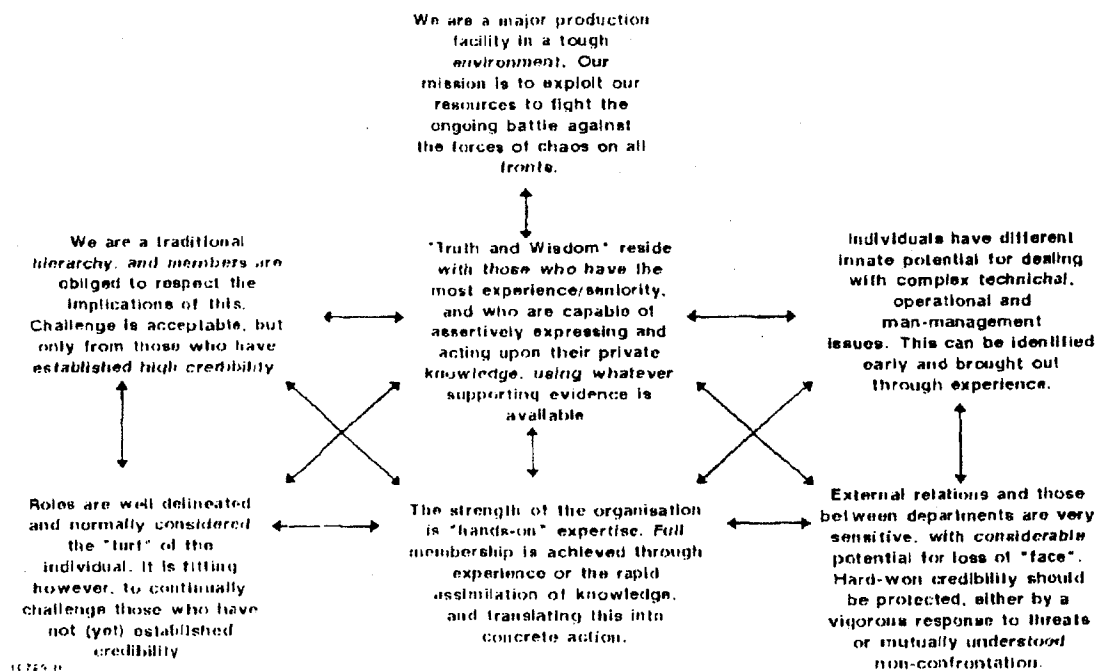 We are a major production
facility in a tough
environment. Our
mission is to exploit our
resources to fight the
ongoing battle against
the forces of chaos on all
fronts.
We are a traditional
hierarchy, and members are
obliged to respect the
implications of this.
Challenge is acceptable, but
only from those who have
established high credibility
"Truth and Wisdom" reside
with those who have the
most experience/seniority,
and who are capable of
assertively expressing and
acting upon their private
knowledge, using whatever
supporting evidence is
available
Individuals have different
innate potential for dealing
with complex technichal,
operational and
man-management
issues. This can be identified
early and brought out
through experience.
Roles are well delineated
and normally considered
the "turf" of the
individual. It is fitting
however, to continually
challenge those who have
not (yet) established
credibility
The strength of the organisation
is "hands-on" expertise. Full
membership is achieved through
experience or the rapid
assimilation of knowledge,
and translating this into
concrete action.
External relations and those
between departments are very
sensitive, with considerable
potential for loss of "face".
Hard-won credibility should
be protected, either by a
vigorous response to threats
or mutually understood
non-confrontation.